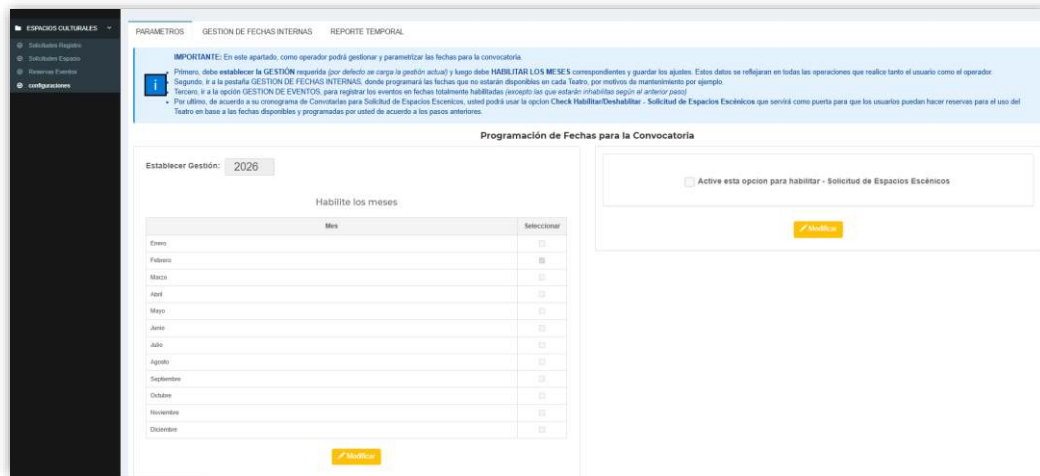 ESPACIOS CULTURALES
Solicitudes Registro
Solicitudes Espacio
Reservas Eventos
configuraciones
PARAMETROS GESTION DE FECHAS INTERNAS REPORTE TEMPORAL
IMPORTANTE: En este apartado, como operador podrá gestionar y parametrizar las fechas para la convocatoria.
Primero, debe establecer la GESTIÓN requerida (por defecto se carga la gestión actual) y luego debe HABILITAR LOS MESES correspondientes y guardar los ajustes. Estos datos se reflejaran en todas las operaciones que realice tanto el usuario como el operador.
Segundo, ir a la pestaña GESTION DE FECHAS INTERNAS, donde programará las fechas que no estarán disponibles en cada Teatro, por motivos de mantenimiento por ejemplo.
Tercero, ir a la opción GESTION DE EVENTOS, para registrar los eventos en fechas totalmente habilitadas (excepto las que estarán inhabilitas según el anterior paso)
Por ultimo, de acuerdo a su cronograma de Convotarias para Solicitud de Espacios Escenicos, usted podrá usar la opcion Check Habilitar/Deshabilitar - Solicitud de Espacios Escénicos que servirá como puerta para que los usuarios puedan hacer reservas para el uso del
Teatro en base a las fechas disponibles y programadas por usted de acuerdo a los pasos anteriores.
Programación de Fechas para la Convocatoria
Establecer Gestión: 2026
Habilite los meses
Mes Seleccionar
Enero
Febrero
Marzo
Abril
Mayo
Junio
Julio
Agosto
Septiembre
Octubre
Noviembre
Diciembre
Modificar
Active esta opcion para habilitar - Solicitud de Espacios Escénicos
Modificar